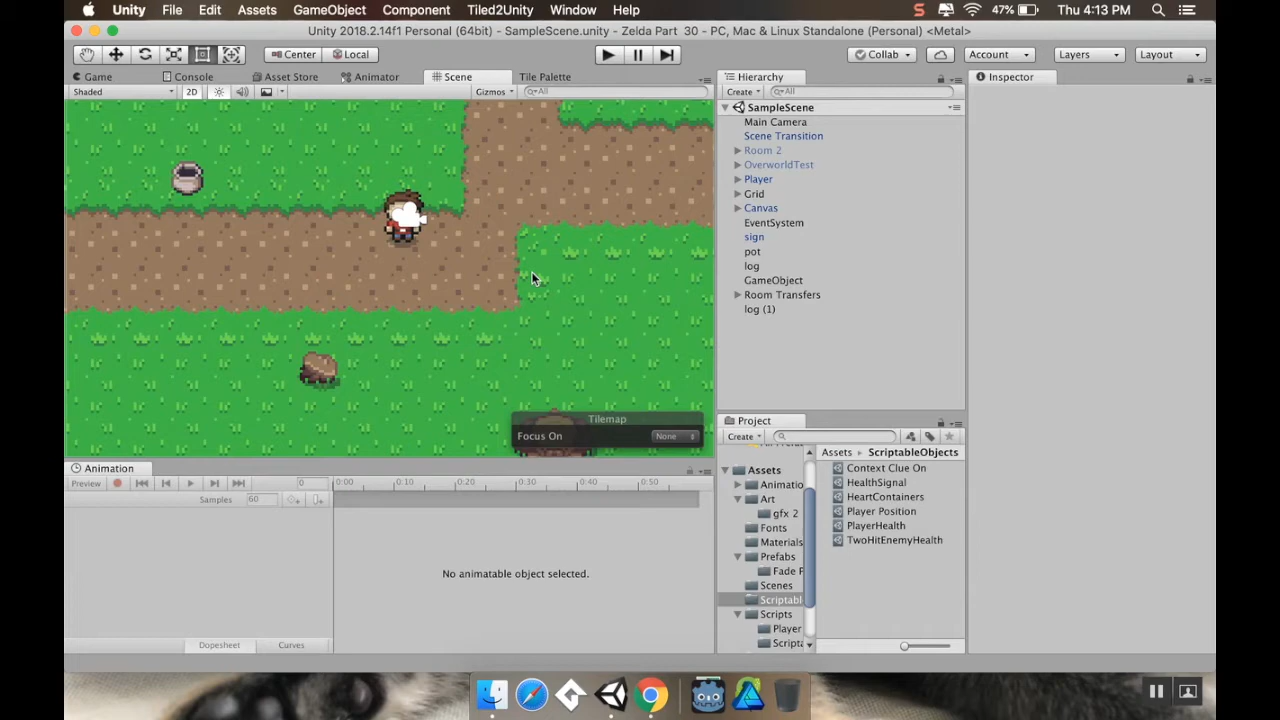 Unity File Edit Assets GameObject Component Tiled2Unity Window Help 47% Thu 4:13 PM
Unity 2018.2.14f1 Personal (64bit) - SampleScene.unity - Zelda Part 30 - PC, Mac & Linux Standalone (Personal) <Metal>
Center Local Collab Account Layers Layout
Game Console Asset Store Animator Scene Tile Palette Hierarchy Inspector
Shaded 2D Gizmos All Create All
SampleScene
Main Camera
Scene Transition
Room 2
OverworldTest
Player
Grid
Canvas
EventSystem
sign
pot
log
GameObject
Room Transfers
log (1)
Tilemap
Focus On None
Project
Create
Assets
Animatio
Art
gfx 2
Fonts
Materials
Prefabs
Fade P
Scenes
Scriptabl
Scripts
Player
Scripta
Assets ScriptableObjects
Context Clue On
HealthSignal
HeartContainers
Player Position
PlayerHealth
TwoHitEnemyHealth
Animation
Preview 0 0:00 0:10 0:20 0:30 0:40 0:50
Samples 60
No animatable object selected.
Dopesheet Curves